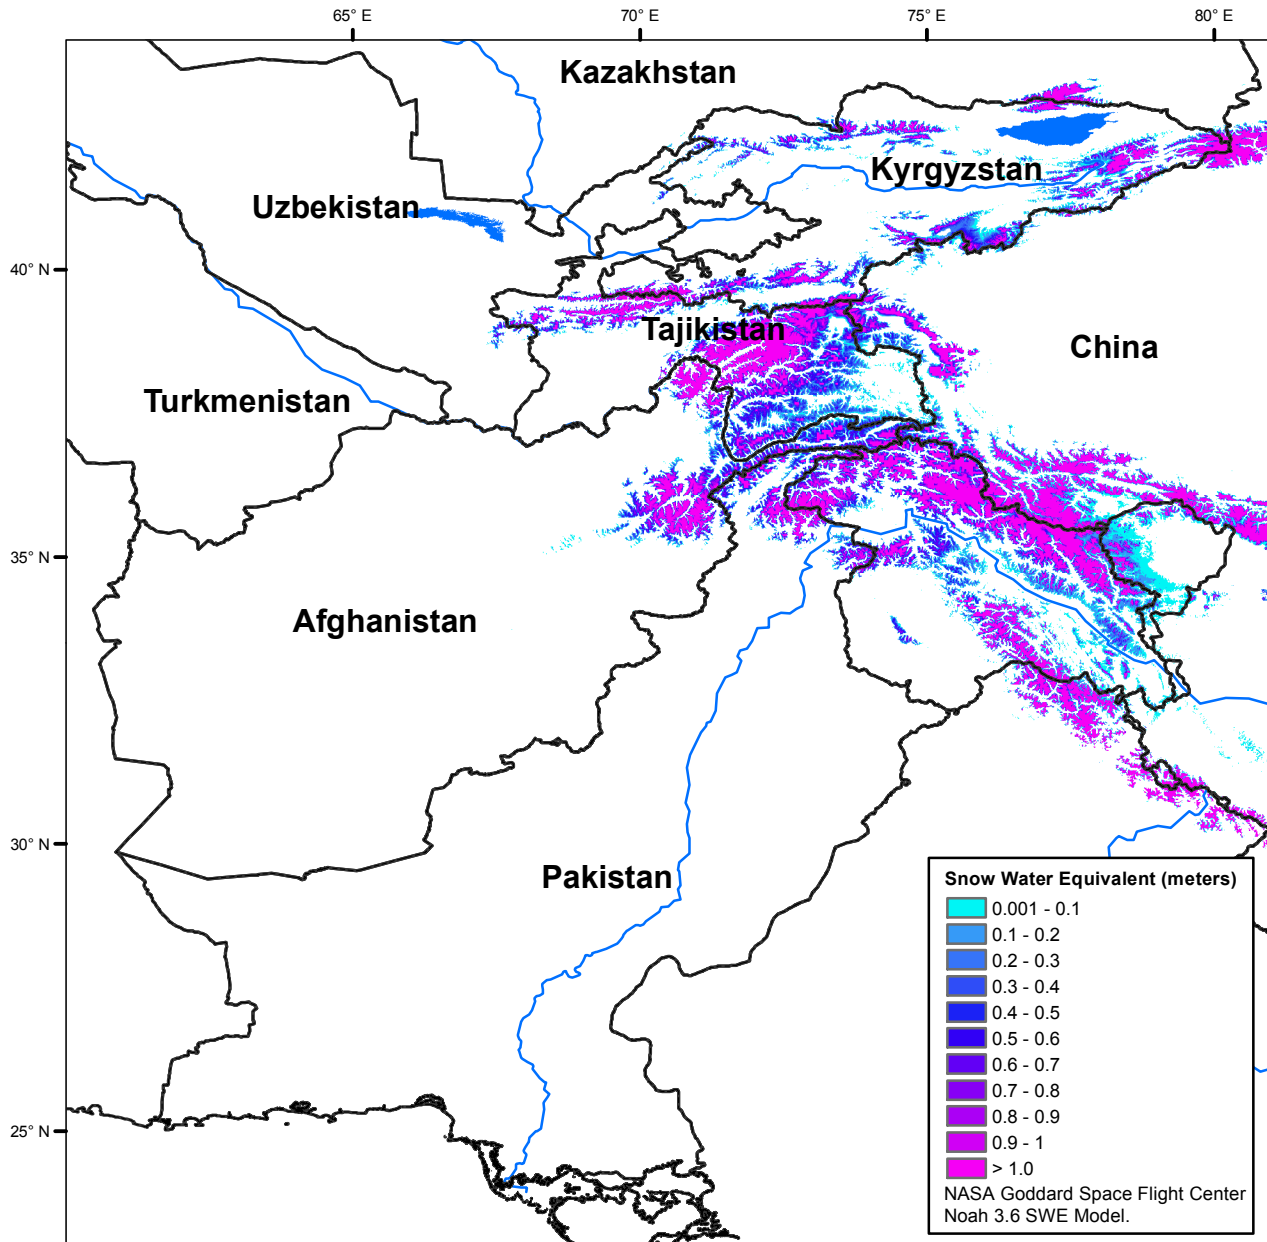 65° E
70° E
75° E
80° E
Kazakhstan
Kyrgyzstan
Uzbekistan
40° N
Tajikistan
China
Turkmenistan
35° N
Afghanistan
30° N
Pakistan
25° N
Snow Water Equivalent (meters)
0.001 - 0.1
0.1 - 0.2
0.2 - 0.3
0.3 - 0.4
0.4 - 0.5
0.5 - 0.6
0.6 - 0.7
0.7 - 0.8
0.8 - 0.9
0.9 - 1
> 1.0
NASA Goddard Space Flight Center
Noah 3.6 SWE Model.